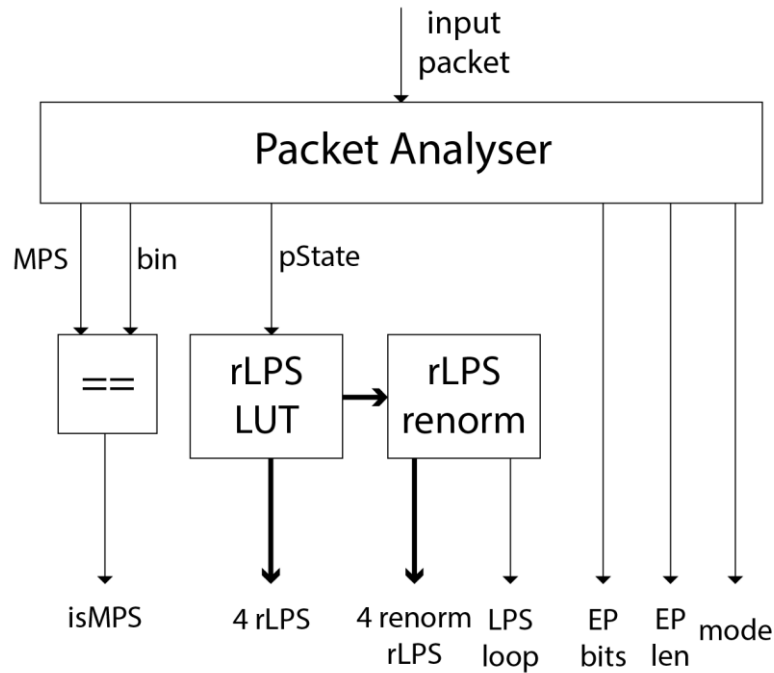 input
packet
Packet Analyser
MPS
bin
pState
==
rLPS
LUT
rLPS
renorm
isMPS
4 rLPS
4 renorm
rLPS
LPS
loop
EP
bits
EP
len
mode